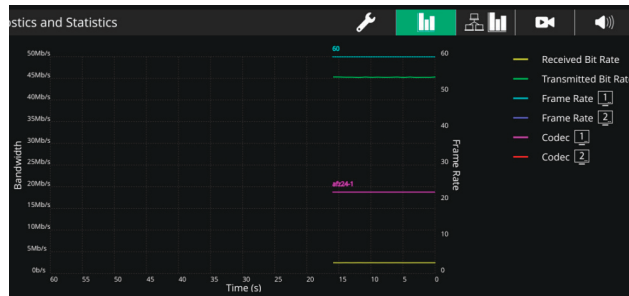 ostics and Statistics
50Mb/s
45Mb/s
40Mb/s
35Mb/s
30Mb/s
25Mb/s
20Mb/s
15Mb/s
10Mb/s
5Mb/s
0b/s
Bandwidth
60
afz24-1
60
50
40
30
20
10
0
Frame Rate
60 55 50 45 40 35 30 25 20 15 10 5 0
Time (s)
Received Bit Rate
Transmitted Bit Rat
Frame Rate 1
Frame Rate 2
Codec 1
Codec 2